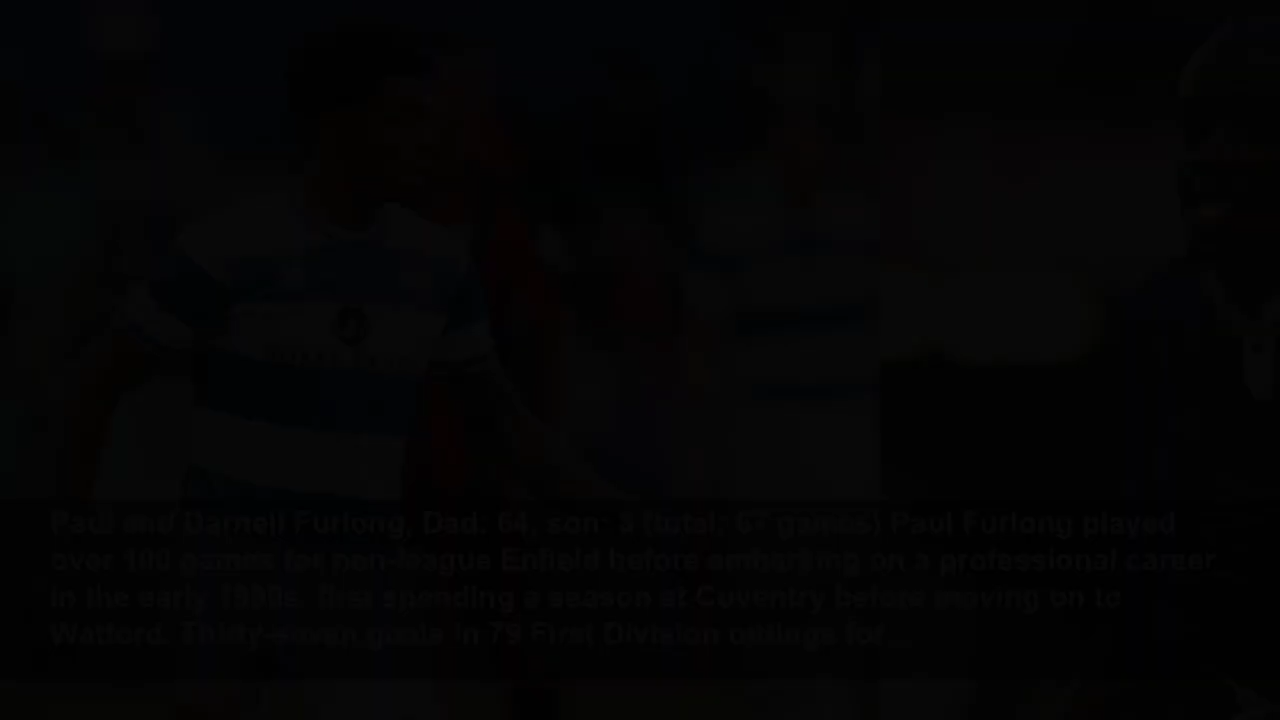 Paul and Darnell Furlong, Dad: 64, son: 3 (total: 67 games) Paul Furlong played
over 100 games for non-league Enfield before embarking on a professional career
in the early 1990s, first spending a season at Coventry before moving on to
Watford. Thirty-seven goals in 79 First Division outings for...